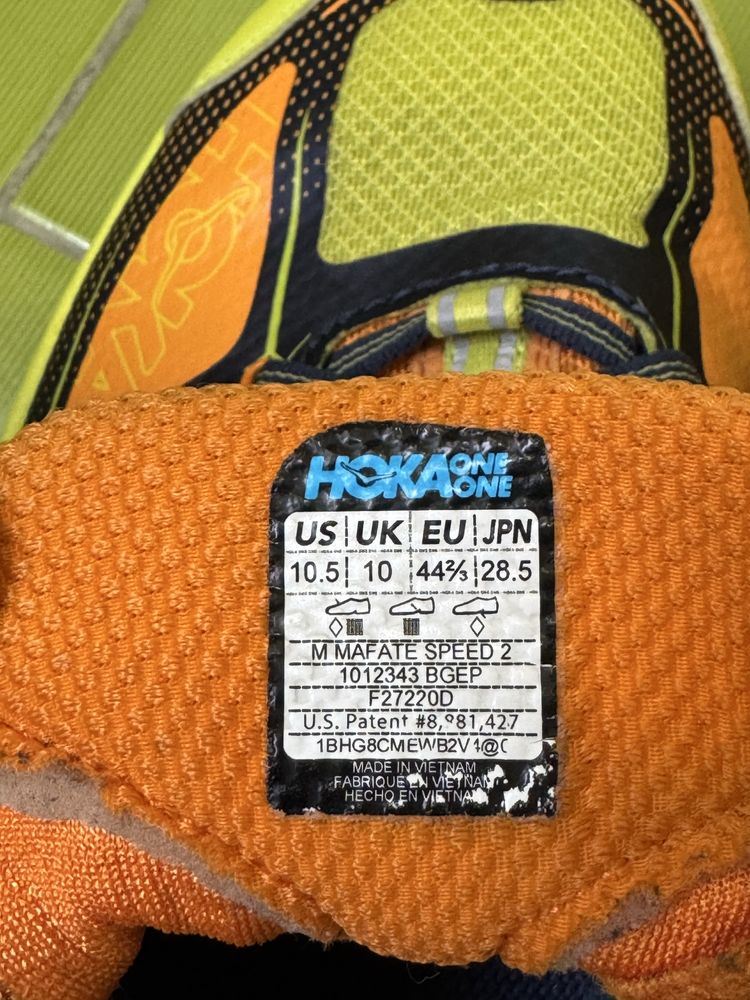 HOKA ONE ONE
US UK EU JPN
10.5 10 44⅔ 28.5
M MAFATE SPEED 2
1012343 BGEP
F27220D
U.S. Patent #8,981,427
MADE IN VIETNAM
FABRIQUE EN VIETNAM
HECHO EN VIETNAM